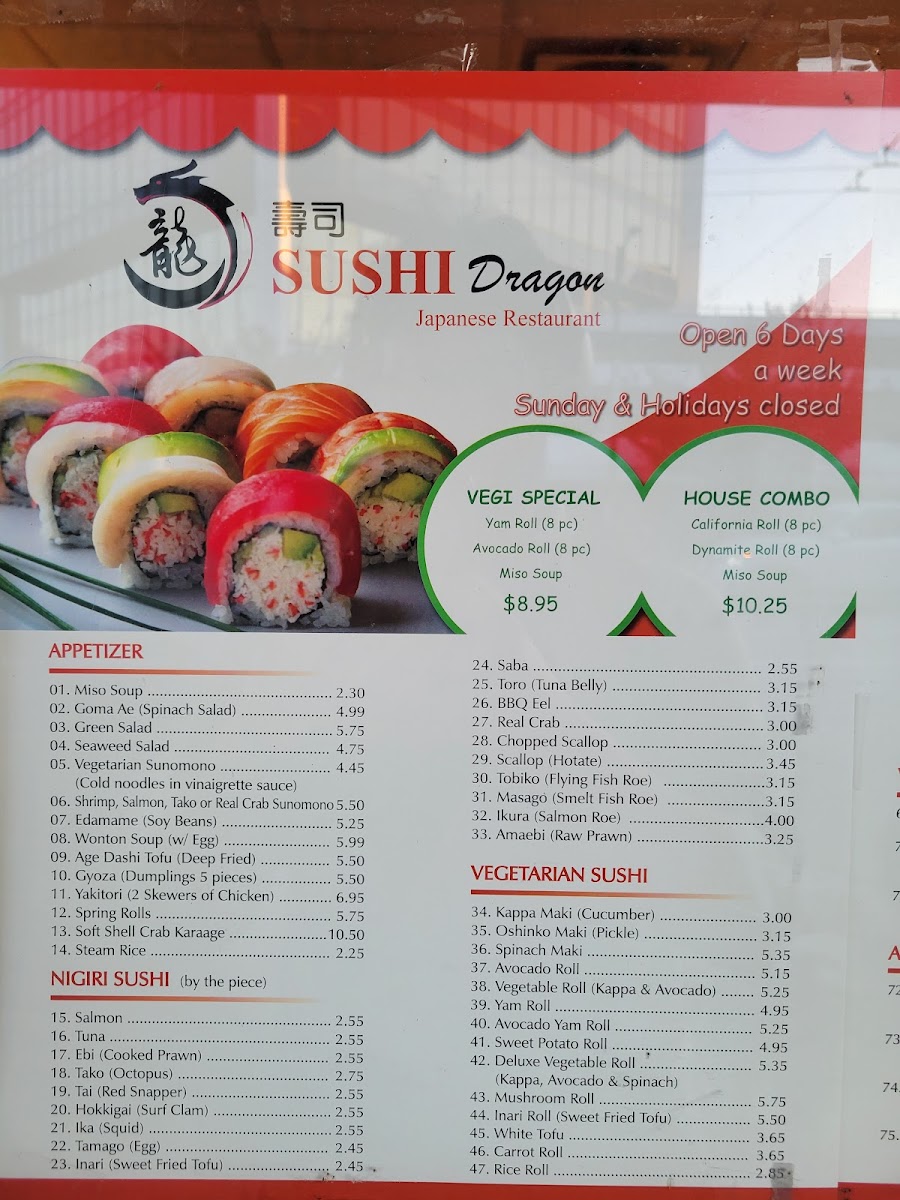 龍
壽司
SUSHI Dragon
Japanese Restaurant
Open 6 Days
a week
Sunday & Holidays closed
VEGI SPECIAL
Yam Roll (8 pc)
Avocado Roll (8 pc)
Miso Soup
$8.95
HOUSE COMBO
California Roll (8 pc)
Dynamite Roll (8 pc)
Miso Soup
$10.25
APPETIZER
01. Miso Soup 2.30
02. Goma Ae (Spinach Salad) 4.99
03. Green Salad 5.75
04. Seaweed Salad 4.75
05. Vegetarian Sunomono 4.45
(Cold noodles in vinaigrette sauce)
06. Shrimp, Salmon, Tako or Real Crab Sunomono 5.50
07. Edamame (Soy Beans) 5.25
08. Wonton Soup (w/ Egg) 5.99
09. Age Dashi Tofu (Deep Fried) 5.50
10. Gyoza (Dumplings 5 pieces) 5.50
11. Yakitori (2 Skewers of Chicken) 6.95
12. Spring Rolls 5.75
13. Soft Shell Crab Karaage 10.50
14. Steam Rice 2.25
NIGIRI SUSHI (by the piece)
15. Salmon 2.55
16. Tuna 2.55
17. Ebi (Cooked Prawn) 2.55
18. Tako (Octopus) 2.75
19. Tai (Red Snapper) 2.55
20. Hokkigai (Surf Clam) 2.55
21. Ika (Squid) 2.55
22. Tamago (Egg) 2.45
23. Inari (Sweet Fried Tofu) 2.45
24. Saba 2.55
25. Toro (Tuna Belly) 3.15
26. BBQ Eel 3.15
27. Real Crab 3.00
28. Chopped Scallop 3.00
29. Scallop (Hotate) 3.45
30. Tobiko (Flying Fish Roe) 3.15
31. Masago (Smelt Fish Roe) 3.15
32. Ikura (Salmon Roe) 4.00
33. Amaebi (Raw Prawn) 3.25
VEGETARIAN SUSHI
34. Kappa Maki (Cucumber) 3.00
35. Oshinko Maki (Pickle) 3.15
36. Spinach Maki 5.35
37. Avocado Roll 5.15
38. Vegetable Roll (Kappa & Avocado) 5.25
39. Yam Roll 4.95
40. Avocado Yam Roll 5.25
41. Sweet Potato Roll 4.95
42. Deluxe Vegetable Roll 5.35
(Kappa, Avocado & Spinach)
43. Mushroom Roll 5.75
44. Inari Roll (Sweet Fried Tofu) 5.50
45. White Tofu 3.65
46. Carrot Roll 3.65
47. Rice Roll 2.85
72
73
74.
75.